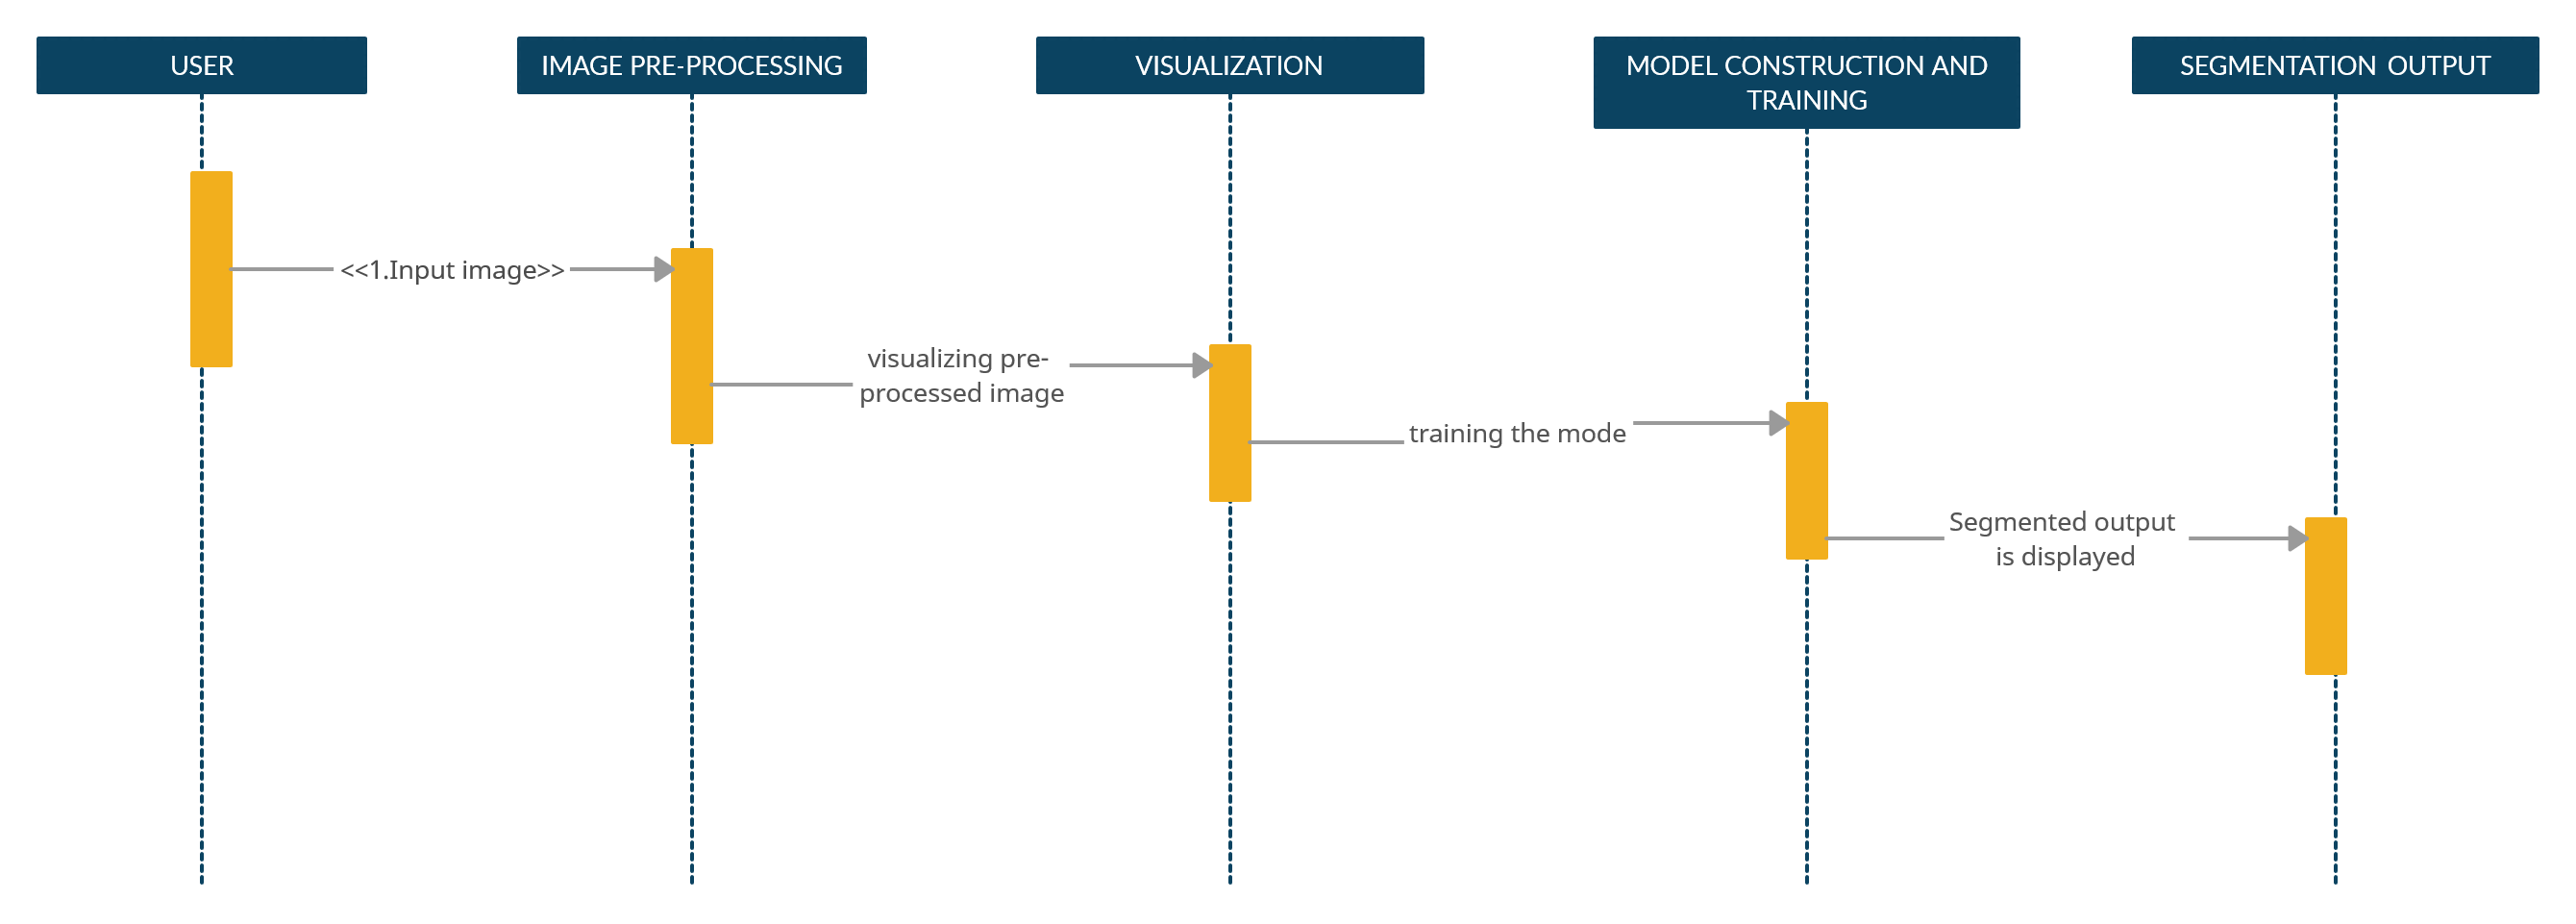 USER
IMAGE PRE-PROCESSING
VISUALIZATION
MODEL CONSTRUCTION AND
TRAINING
SEGMENTATION OUTPUT
<<1.Input image>>
visualizing pre-
processed image
training the mode
Segmented output
is displayed